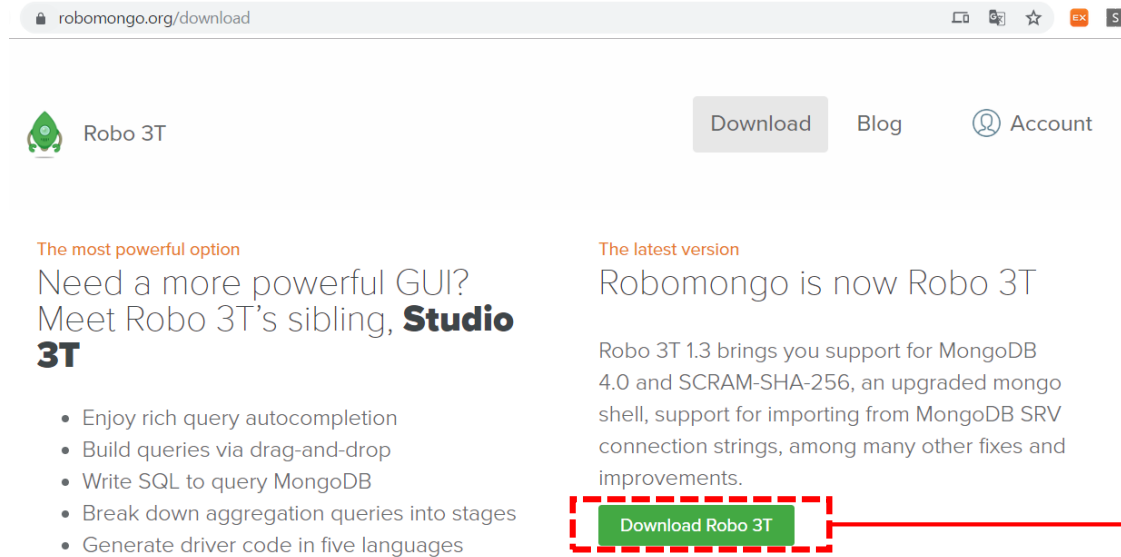 robomongo.org/download
EX
S
Robo 3T
Download
Blog
Account
The most powerful option
Need a more powerful GUI?
Meet Robo 3T's sibling, Studio
3T
• Enjoy rich query autocompletion
• Build queries via drag-and-drop
• Write SQL to query MongoDB
• Break down aggregation queries into stages
• Generate driver code in five languages
The latest version
Robomongo is now Robo 3T
Robo 3T 1.3 brings you support for MongoDB
4.0 and SCRAM-SHA-256, an upgraded mongo
shell, support for importing from MongoDB SRV
connection strings, among many other fixes and
improvements.
Download Robo 3T